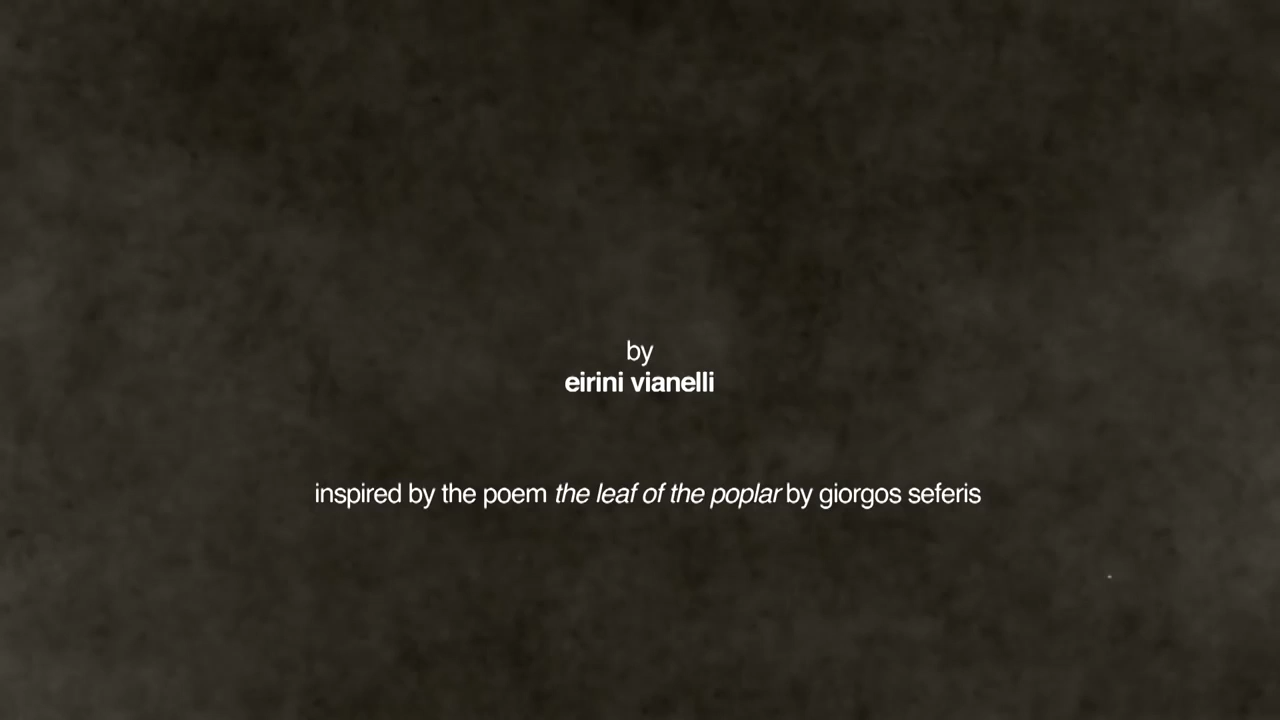 by
eirini vianelli
inspired by the poem the leaf of the poplar by giorgos seferis